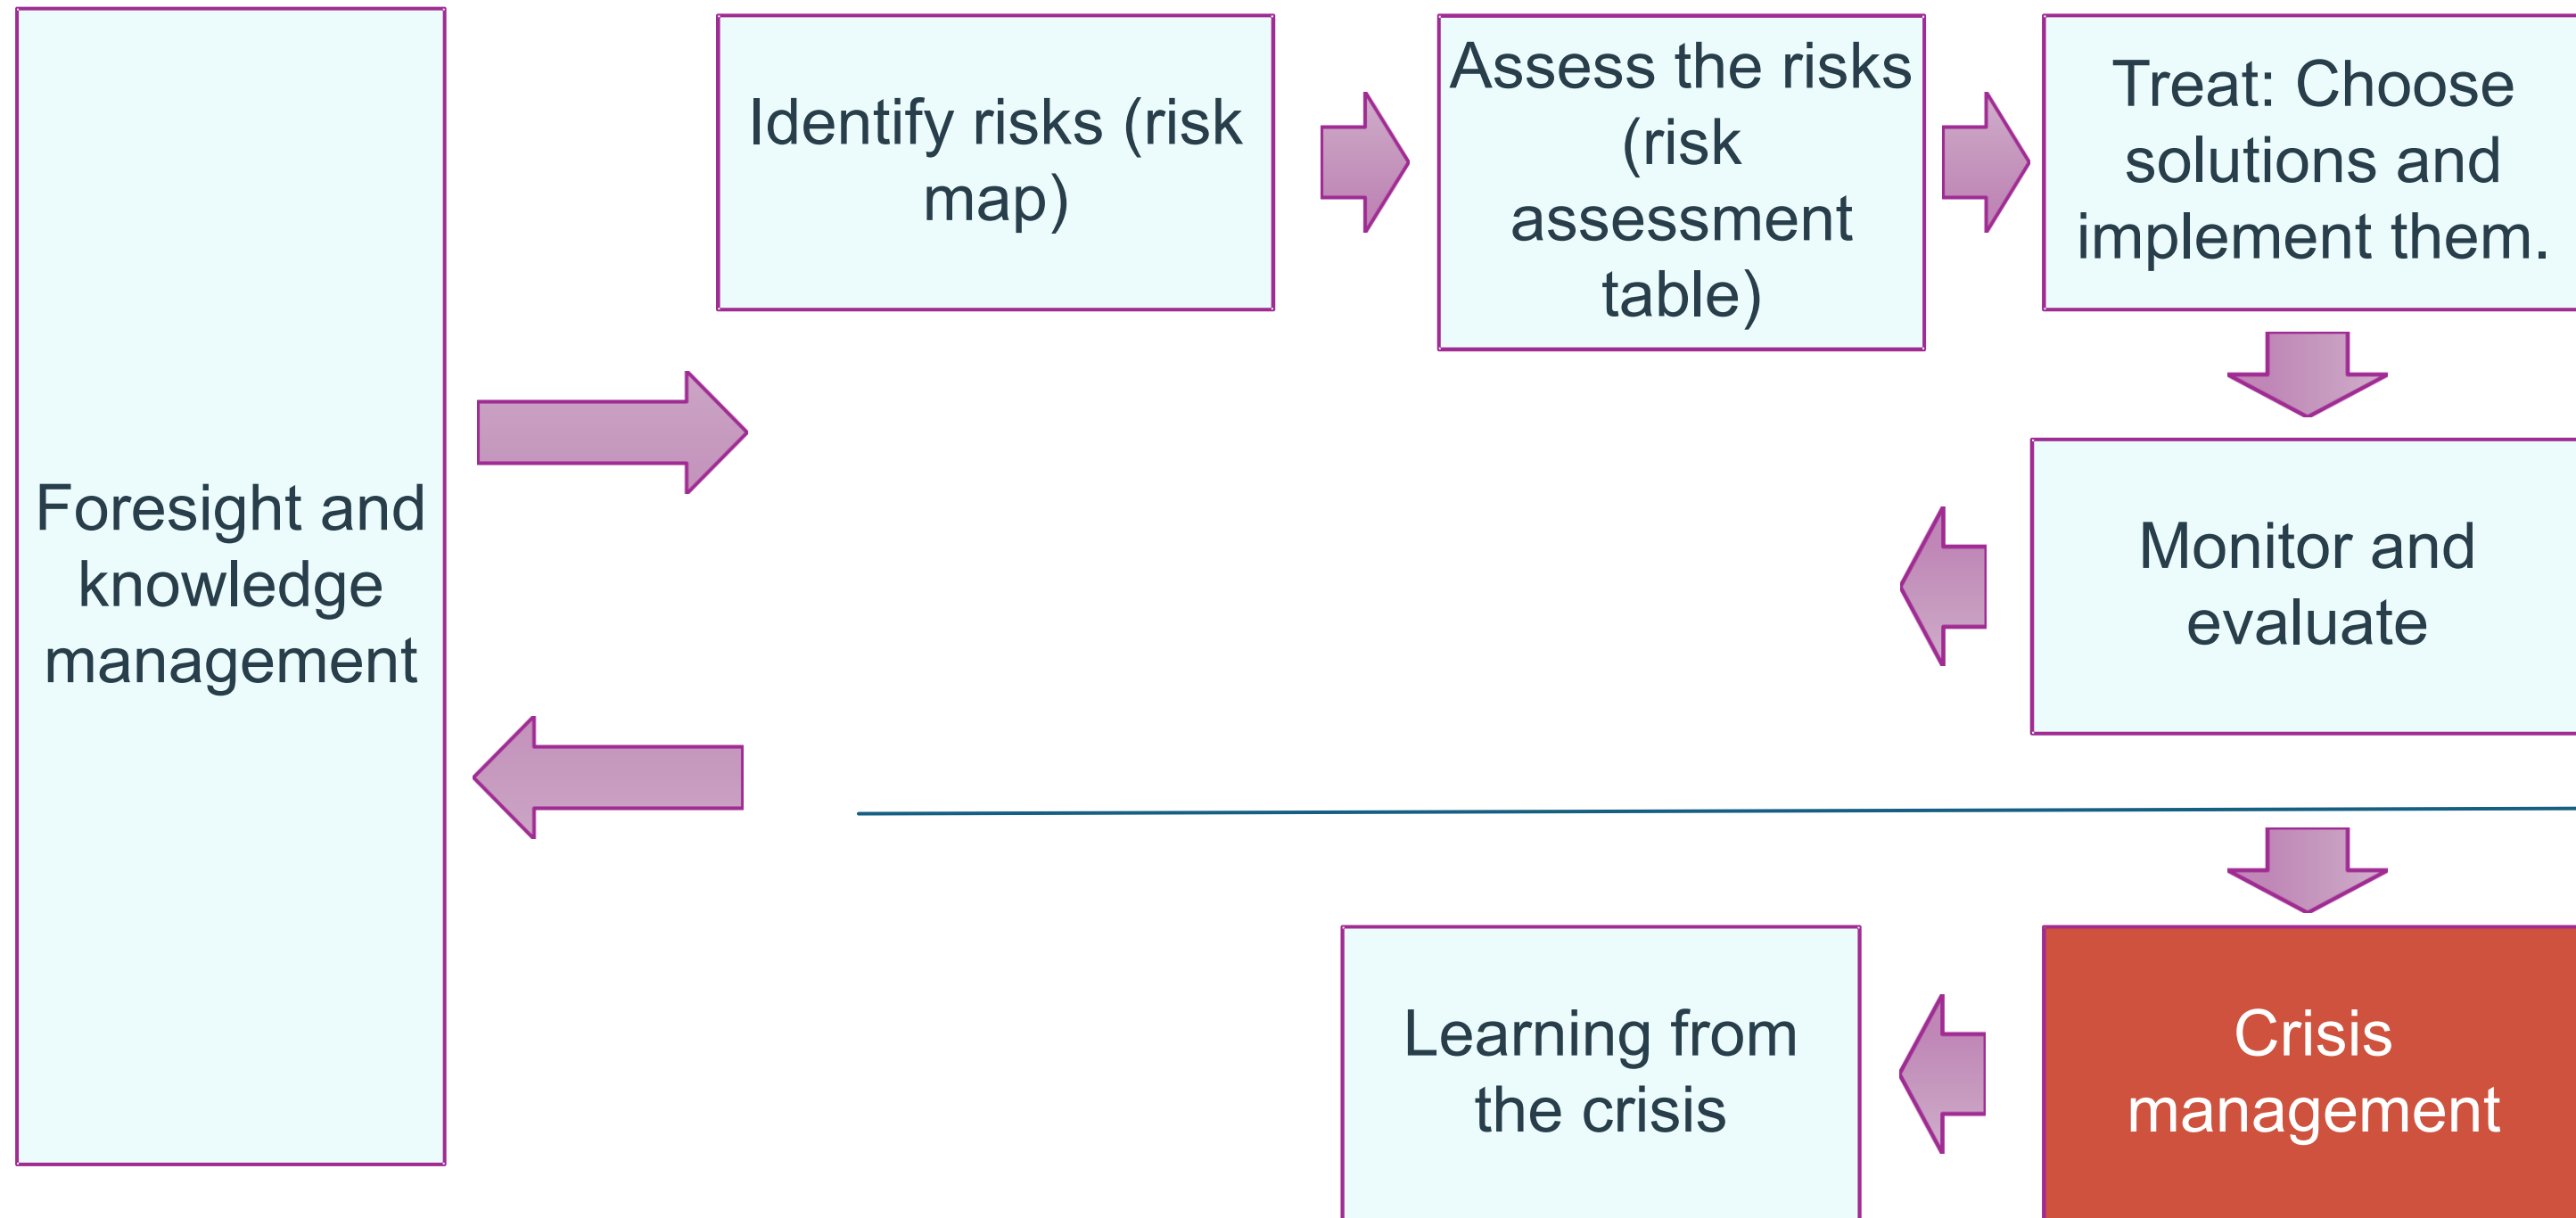 Foresight and
knowledge
management
Identify risks (risk
map)
Assess the risks
(risk
assessment
table)
Treat: Choose
solutions and
implement them.
Monitor and
evaluate
Crisis
management
Learning from
the crisis